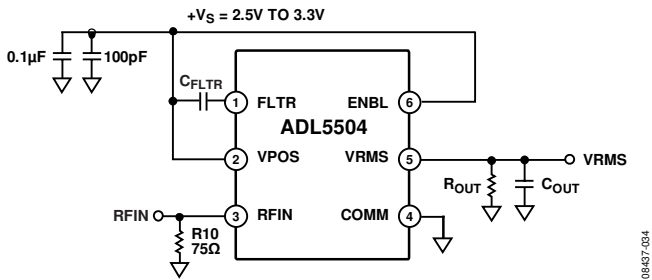 +VS = 2.5V TO 3.3V
0.1µF
100pF
CFLTR
1 FLTR
ENBL 6
ADL5504
2 VPOS
VRMS 5
VRMS
ROUT
COUT
RFIN
3 RFIN
COMM 4
R10
75Ω
08437-034